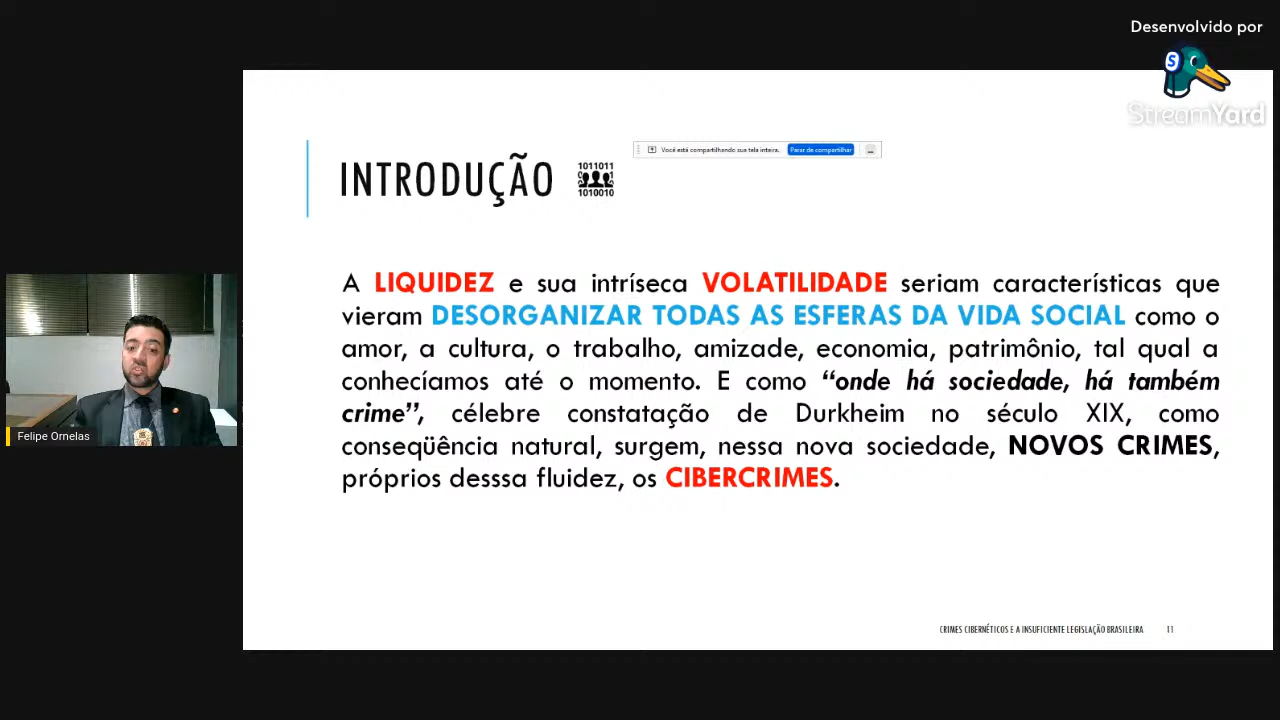 Desenvolvido por
StreamYard
Você está compartilhando sua tela inteira.
Parar de compartilhar
INTRODUÇÃO
1011011
1010010
A LIQUIDEZ e sua intríseca VOLATILIDADE seriam características que
vieram DESORGANIZAR TODAS AS ESFERAS DA VIDA SOCIAL como o
amor, a cultura, o trabalho, amizade, economia, patrimônio, tal qual a
conhecíamos até o momento. E como “onde há sociedade, há também
crime”, célebre constatação de Durkheim no século XIX, como
conseqüência natural, surgem, nessa nova sociedade, NOVOS CRIMES,
próprios desssa fluidez, os CIBERCRIMES.
Felipe Ornelas
CRIMES CIBERNÉTICOS E A INSUFICIENTE LEGISLAÇÃO BRASILEIRA 11